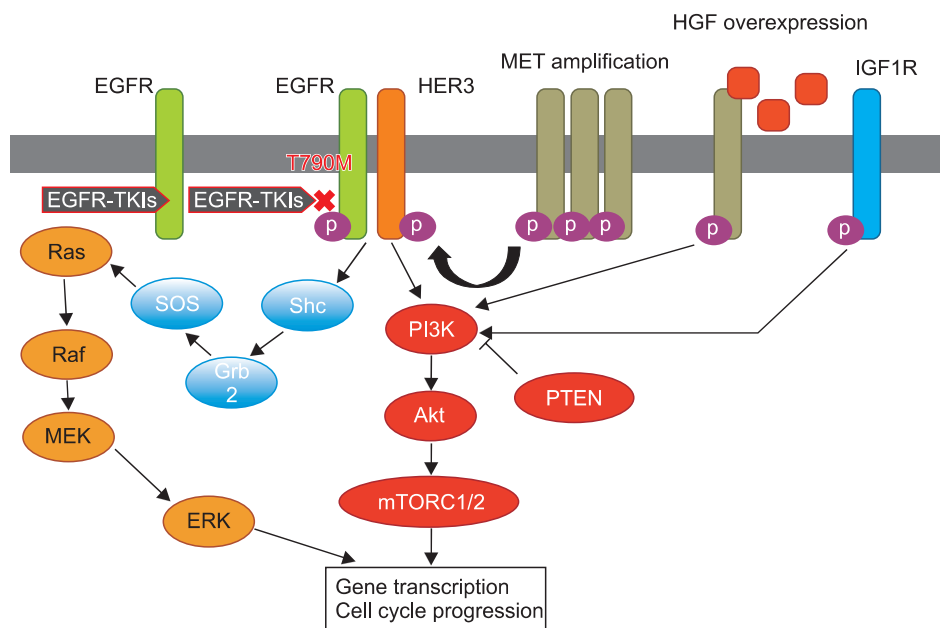 HGF overexpression
MET amplification
IGF1R
EGFR
EGFR
HER3
T790M
EGFR-TKIs
EGFR-TKIs
p
p
p
p
p
p
p
Ras
SOS
Shc
PI3K
Raf
Grb
2
PTEN
Akt
MEK
mTORC1/2
ERK
Gene transcription
Cell cycle progression